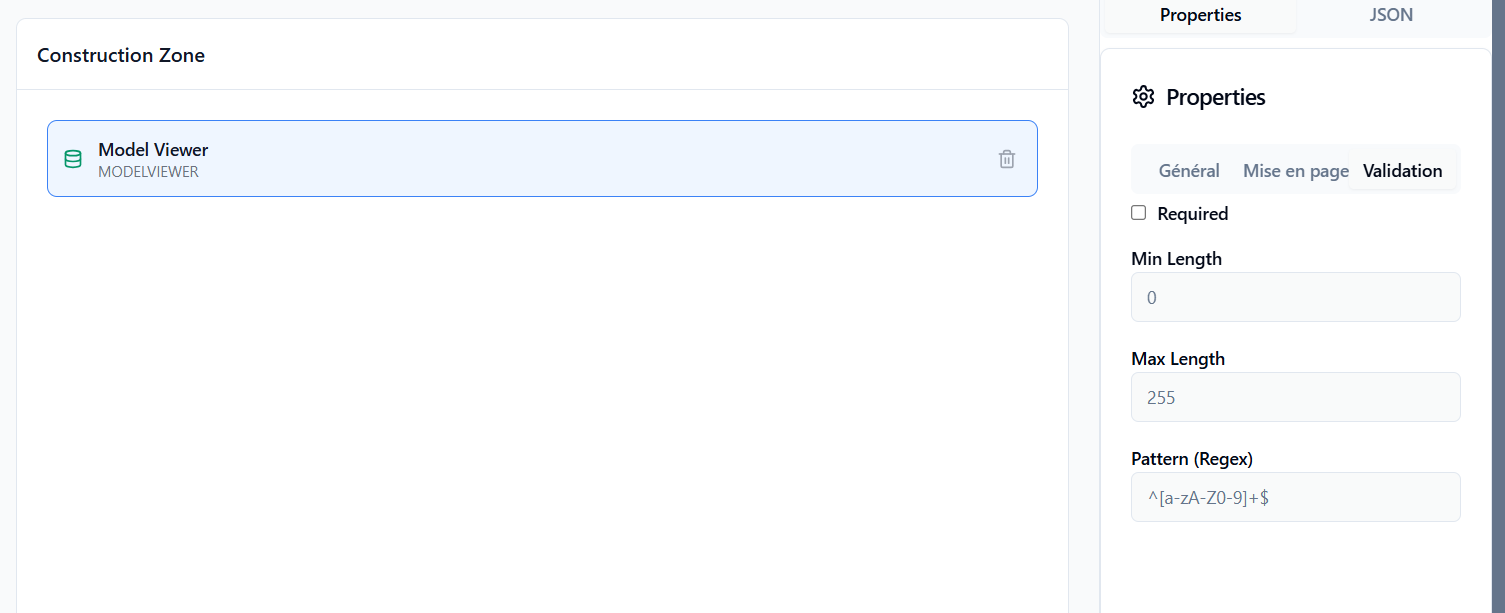 Construction Zone
Model Viewer
MODELVIEWER
Properties
JSON
Properties
Général
Mise en page
Validation
Required
Min Length
0
Max Length
255
Pattern (Regex)
^[a-zA-Z0-9]+$